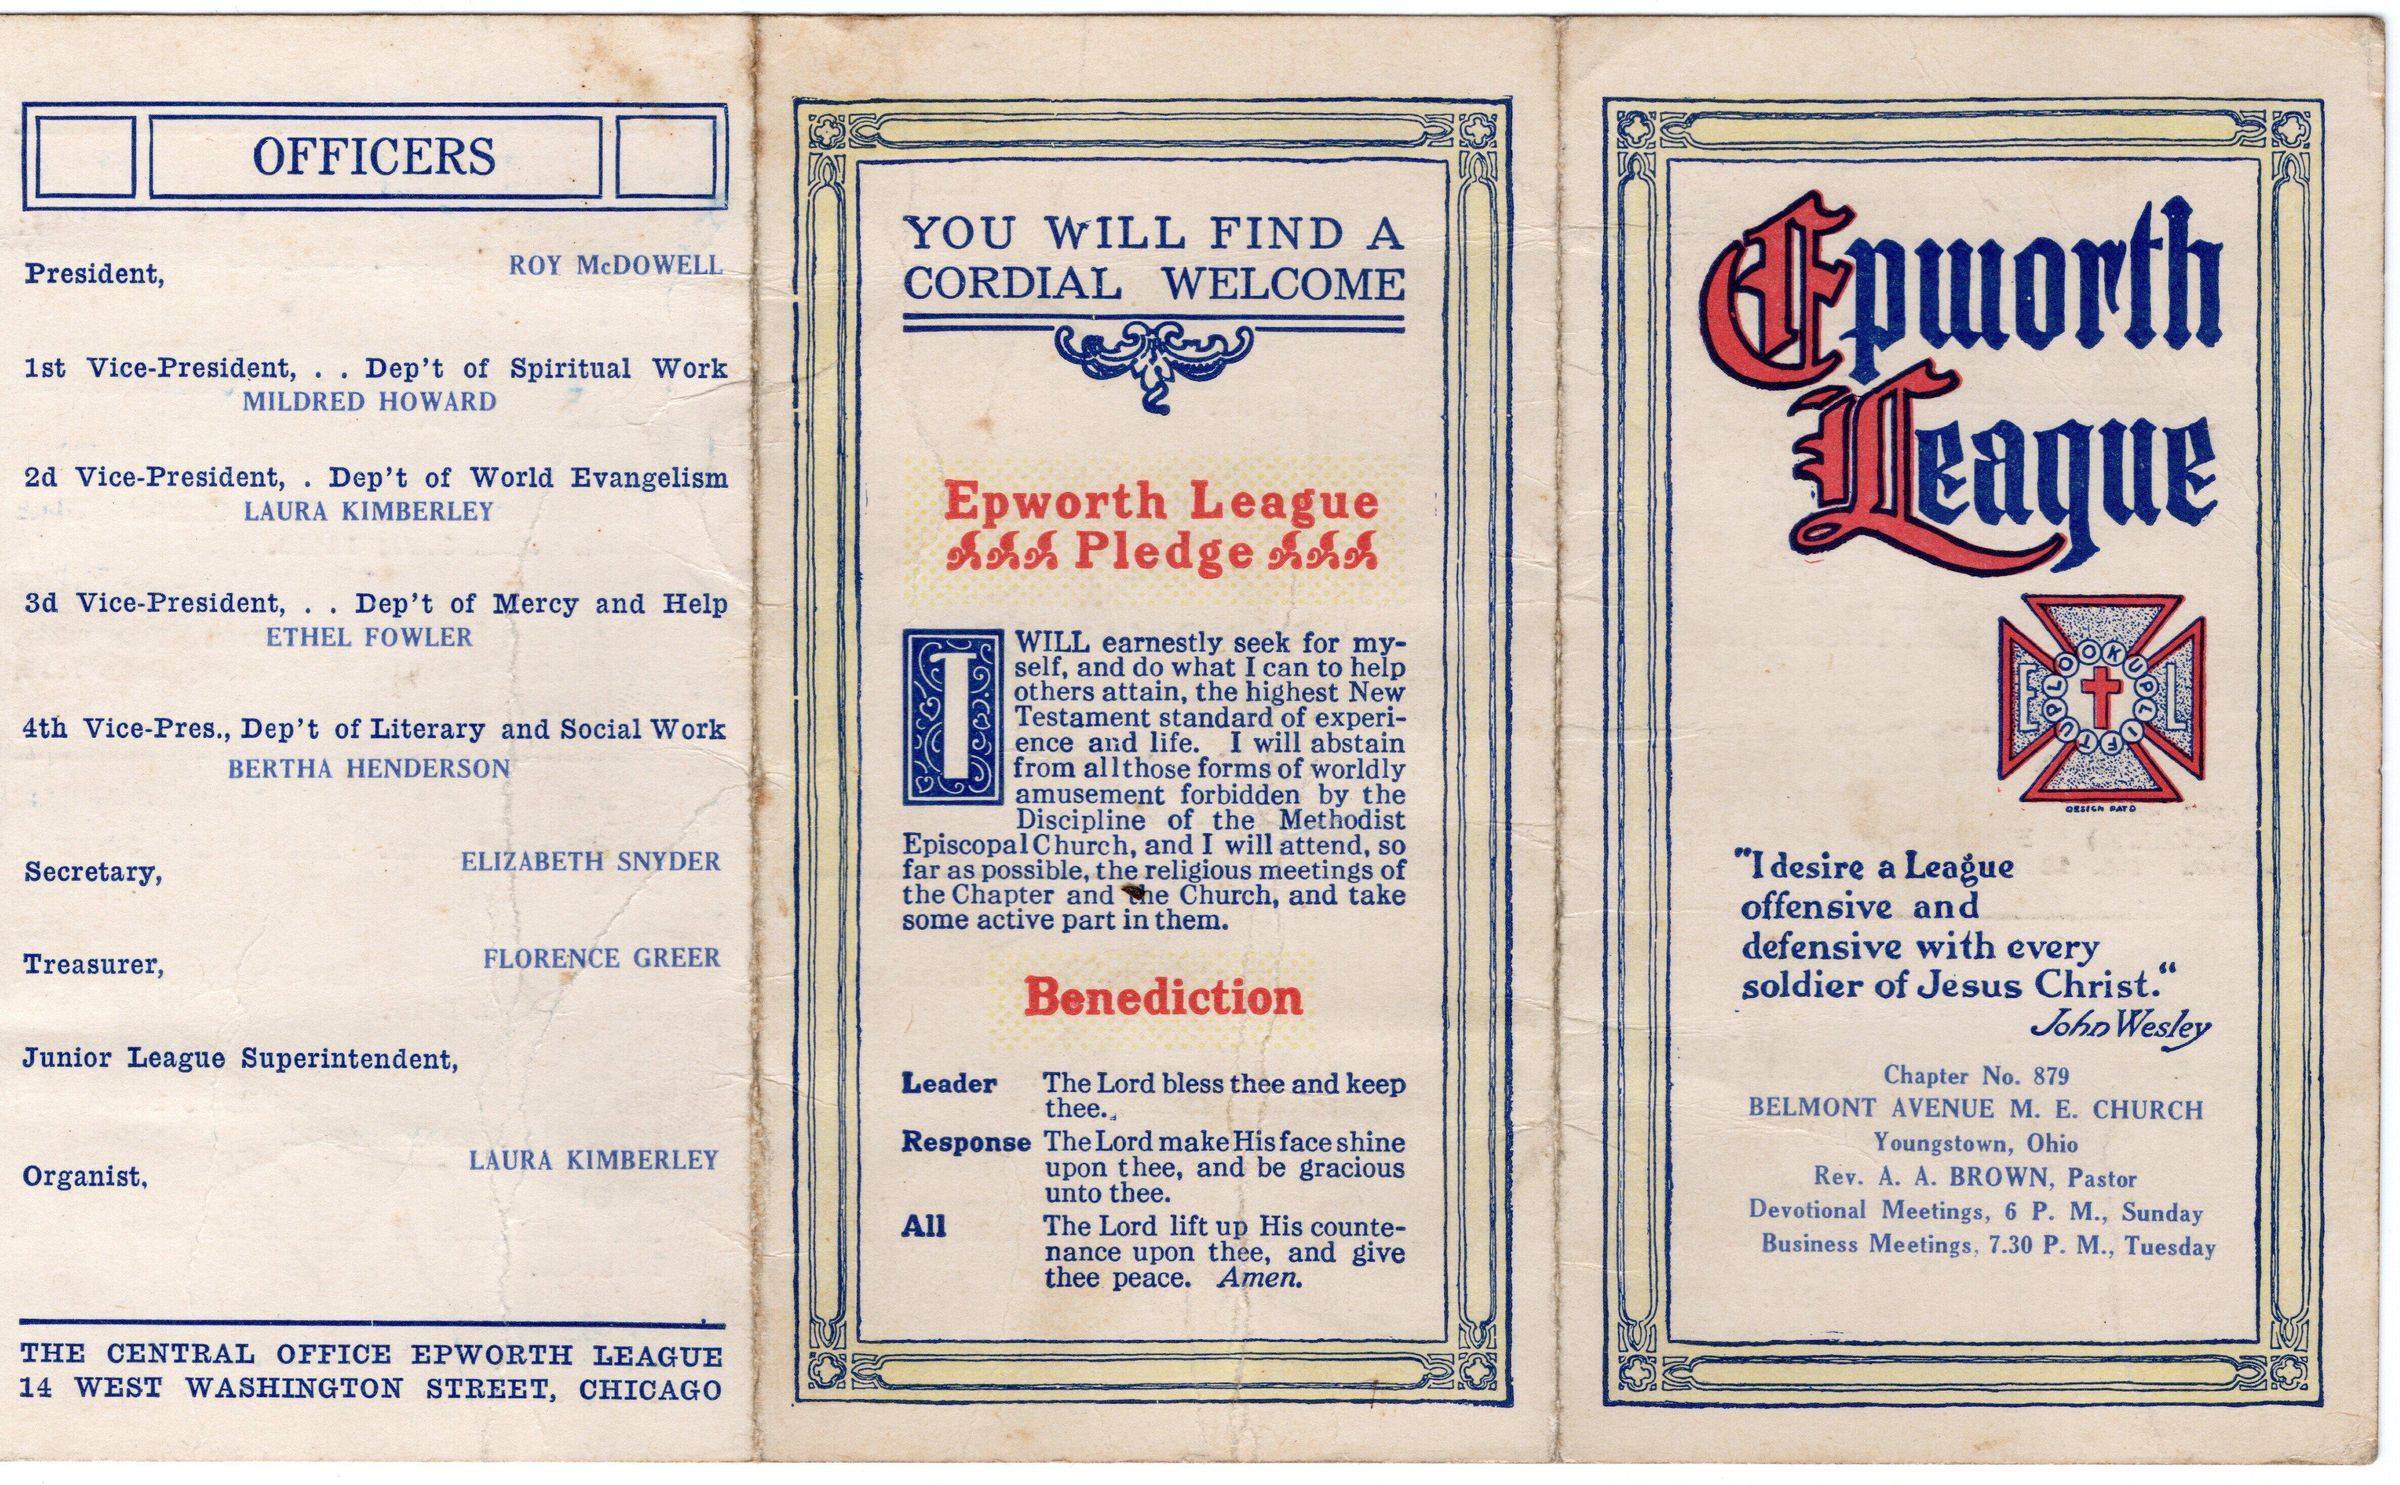 OFFICERS
President, ROY McDOWELL
1st Vice-President, . . Dep't of Spiritual Work
MILDRED HOWARD
2d Vice-President, . Dep't of World Evangelism
LAURA KIMBERLEY
3d Vice-President, . . Dep't of Mercy and Help
ETHEL FOWLER
4th Vice-Pres., Dep't of Literary and Social Work
BERTHA HENDERSON
Secretary, ELIZABETH SNYDER
Treasurer, FLORENCE GREER
Junior League Superintendent,
Organist, LAURA KIMBERLEY
THE CENTRAL OFFICE EPWORTH LEAGUE
14 WEST WASHINGTON STREET, CHICAGO
YOU WILL FIND A
CORDIAL WELCOME
Epworth League
Pledge
I WILL earnestly seek for my-
self, and do what I can to help
others attain, the highest New
Testament standard of experi-
ence and life. I will abstain
from all those forms of worldly
amusement forbidden by the
Discipline of the Methodist
Episcopal Church, and I will attend, so
far as possible, the religious meetings of
the Chapter and the Church, and take
some active part in them.
Benediction
Leader The Lord bless thee and keep
thee.
Response The Lord make His face shine
upon thee, and be gracious
unto thee.
All The Lord lift up His counte-
nance upon thee, and give
thee peace. Amen.
Epworth
League
LOOK UP LIFT UP
E L
DESIGN PAT'D
"I desire a League
offensive and
defensive with every
soldier of Jesus Christ."
John Wesley
Chapter No. 879
BELMONT AVENUE M. E. CHURCH
Youngstown, Ohio
Rev. A. A. BROWN, Pastor
Devotional Meetings, 6 P. M., Sunday
Business Meetings, 7.30 P. M., Tuesday